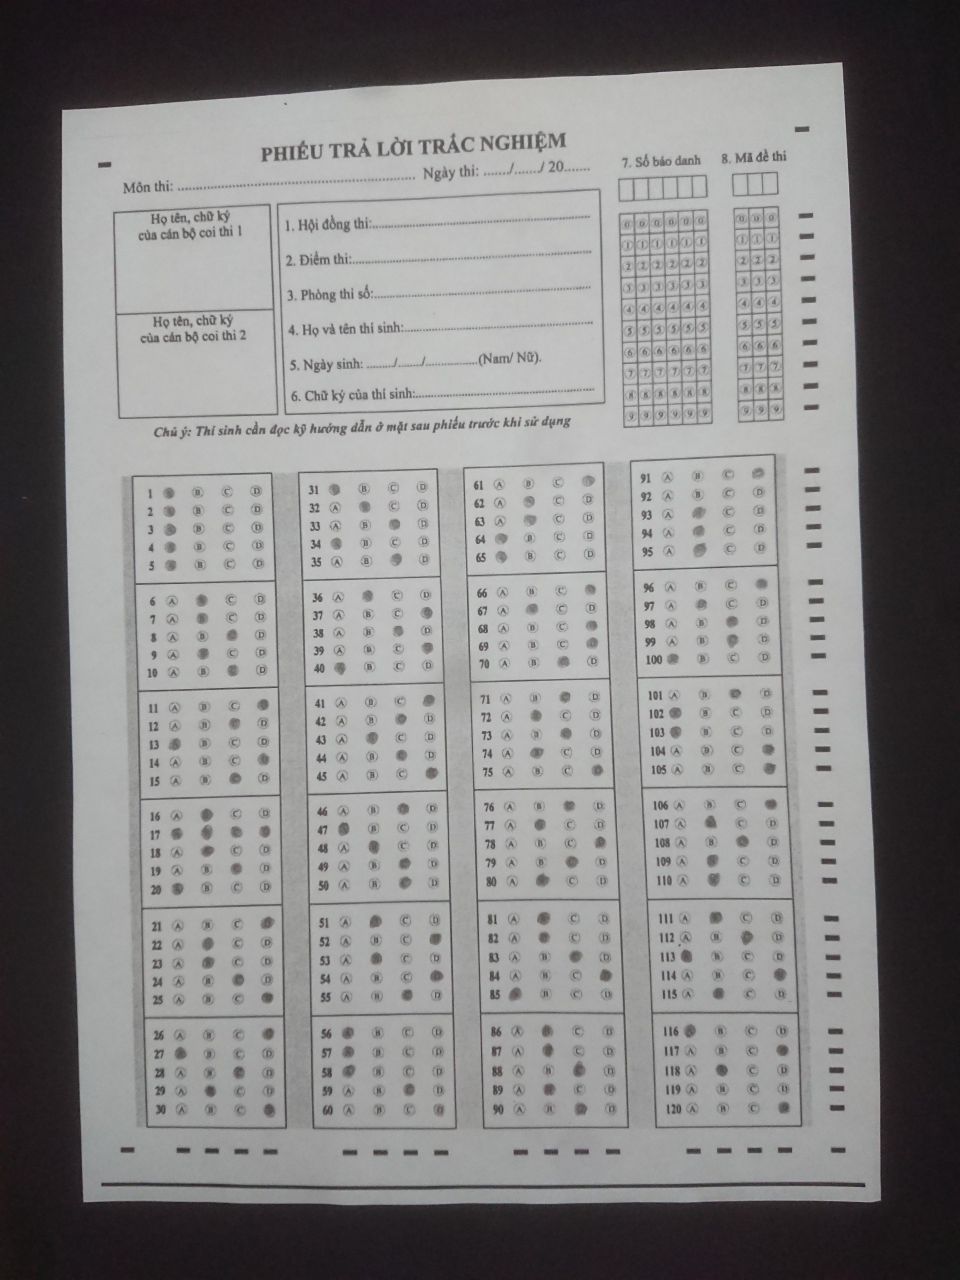 PHIẾU TRẢ LỜI TRẮC NGHIỆM
Môn thi: ........................ Ngày thi: ......./....../ 20.......
7. Số báo danh
8. Mã đề thi
Họ tên, chữ ký
của cán bộ coi thi 1
Họ tên, chữ ký
của cán bộ coi thi 2
1. Hội đồng thi:........................
2. Điểm thi:........................
3. Phòng thi số:........................
4. Họ và tên thí sinh:........................
5. Ngày sinh: ......../......./..............(Nam/ Nữ).
6. Chữ ký của thí sinh:........................
0 0 0 0 0 0 0 0 0
1 1 1 1 1 1 1 1 1
2 2 2 2 2 2 2 2 2
3 3 3 3 3 3 3 3 3
4 4 4 4 4 4 4 4 4
5 5 5 5 5 5 5 5 5
6 6 6 6 6 6 6 6 6
7 7 7 7 7 7 7 7 7
8 8 8 8 8 8 8 8 8
9 9 9 9 9 9 9 9 9
Chú ý: Thí sinh cần đọc kỹ hướng dẫn ở mặt sau phiếu trước khi sử dụng
1 B C D
2 B C D
3 B C D
4 B C D
5 B C D
6 A C D
7 A C D
8 A B D
9 A C D
10 A B D
11 A B C
12 A B D
13 B C D
14 A B C
15 A B D
16 A C D
17
18 A C D
19 A B D
20 B C D
21 A B C
22 A C D
23 A C D
24 A B D
25 A B C
26 A B C
27 B C D
28 A B D
29 A C D
30 A B C
31 B C D
32 A C D
33 A B D
34 B C D
35 A B D
36 A C D
37 A B C
38 A B D
39 A B C
40 B C D
41 A B C
42 A B D
43 A C D
44 A B D
45 A B C
46 A B D
47 B C D
48 A C D
49 A B D
50 A B D
51 A C D
52 A B C
53 A C D
54 A B C
55 A B D
56 B C D
57 B C D
58 B C D
59 A B D
60 A B C
61 A B C
62 A C D
63 A C D
64 B C D
65 B C D
66 A B C
67 A C D
68 A B C
69 A B C
70 A B D
71 A B D
72 A C D
73 A B D
74 A C D
75 A B C
76 A B D
77 A C D
78 A B C
79 A B D
80 A C D
81 A C D
82 A C D
83 A B D
84 A B C
85 B C D
86 A C D
87 A C D
88 A B D
89 A C D
90 A B D
91 A B C
92 A B C D
93 A C D
94 A C D
95 A C D
96 A B C
97 A C D
98 A B D
99 A B D
100 B C D
101 A B D
102 B C D
103 B C D
104 A B C
105 A B C
106 A B C
107 A C D
108 A B D
109 A C D
110 A C D
111 A C D
112 A B D
113 B C D
114 A B C
115 A C D
116 B C D
117 A B C
118 A C D
119 A B C D
120 A B C